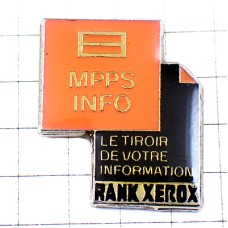 MPPS
INFO
LE TIROIR
DE VOTRE
INFORMATION
RANK XEROX